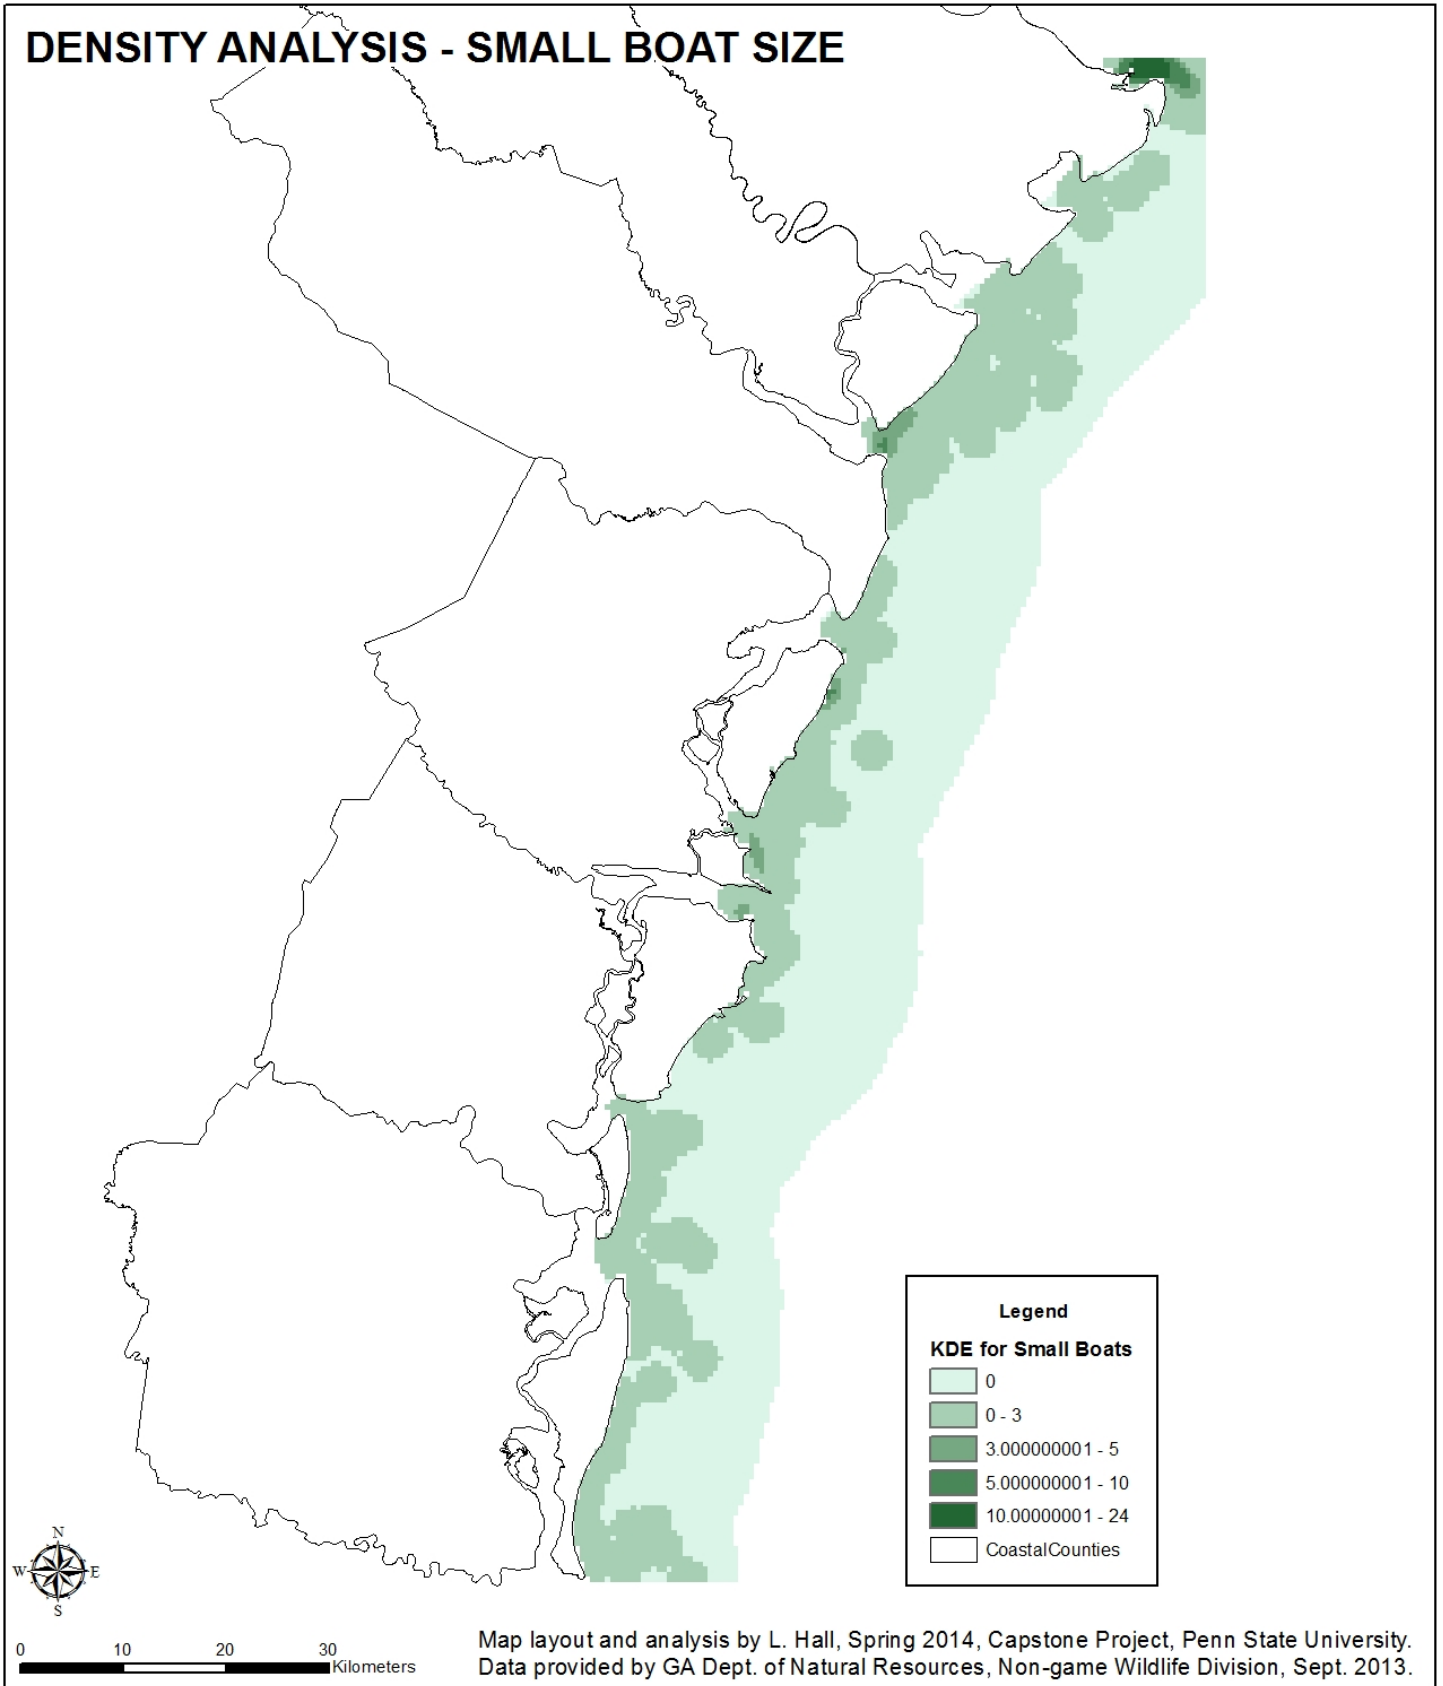 DENSITY ANALYSIS - SMALL BOAT SIZE
Legend
KDE for Small Boats
0
0 - 3
3.000000001 - 5
5.000000001 - 10
10.00000001 - 24
CoastalCounties
N
W E
S
0 10 20 30
Kilometers
Map layout and analysis by L. Hall, Spring 2014, Capstone Project, Penn State University.
Data provided by GA Dept. of Natural Resources, Non-game Wildlife Division, Sept. 2013.